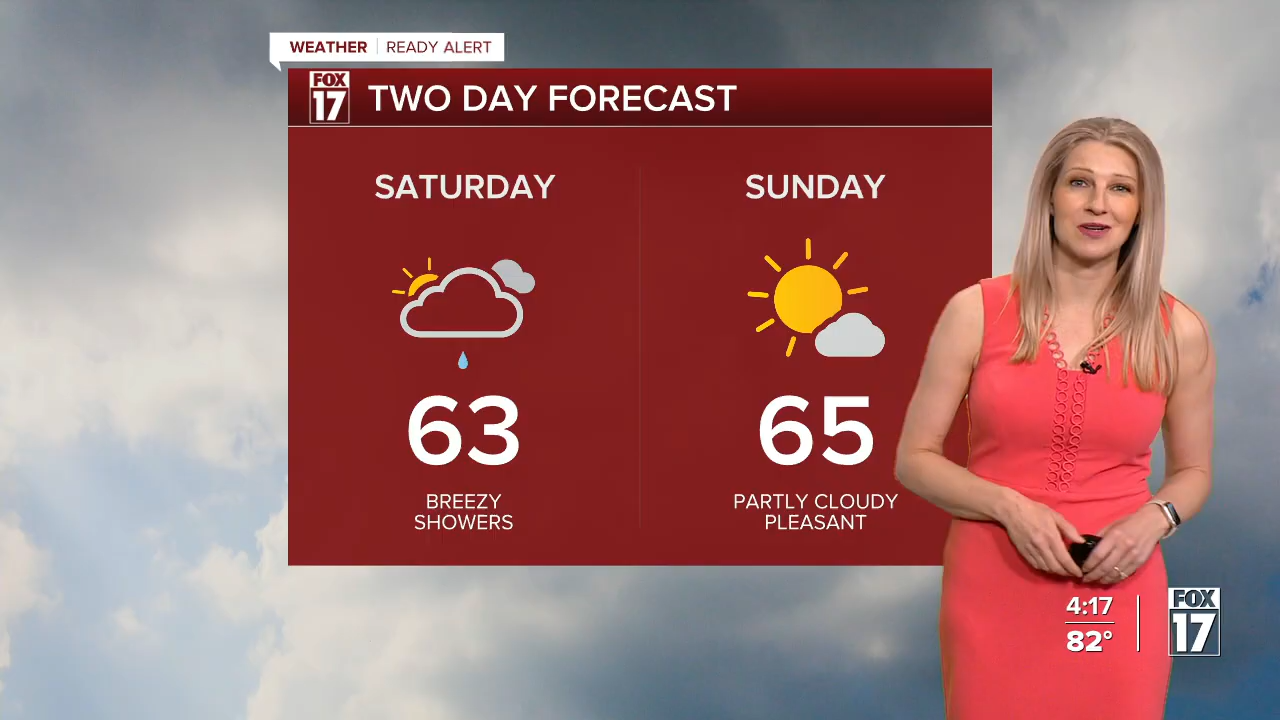 WEATHER | READY ALERT
FOX
17
TWO DAY FORECAST
SATURDAY
63
BREEZY
SHOWERS
SUNDAY
65
PARTLY CLOUDY
PLEASANT
4:17
82°
FOX
17